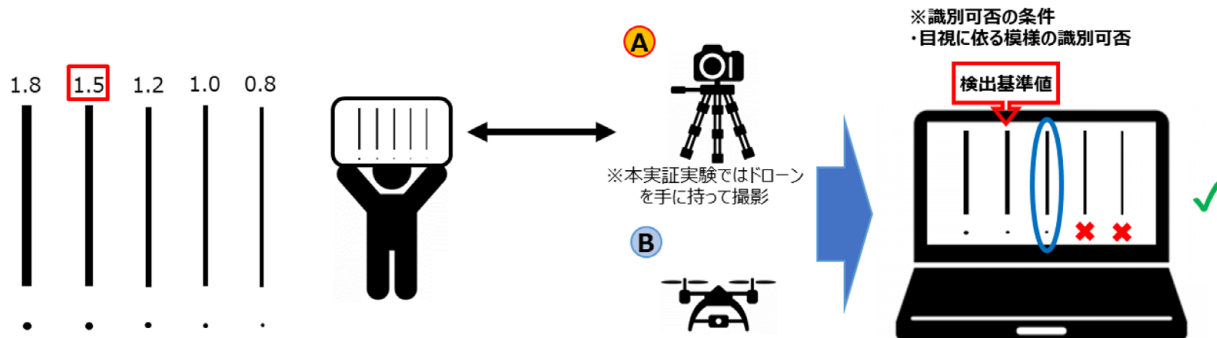 ※識別可否の条件
・目視に依る模様の識別可否
1.8 1.5 1.2 1.0 0.8
A
検出基準値
※本実証実験ではドローン
を手に持って撮影
B